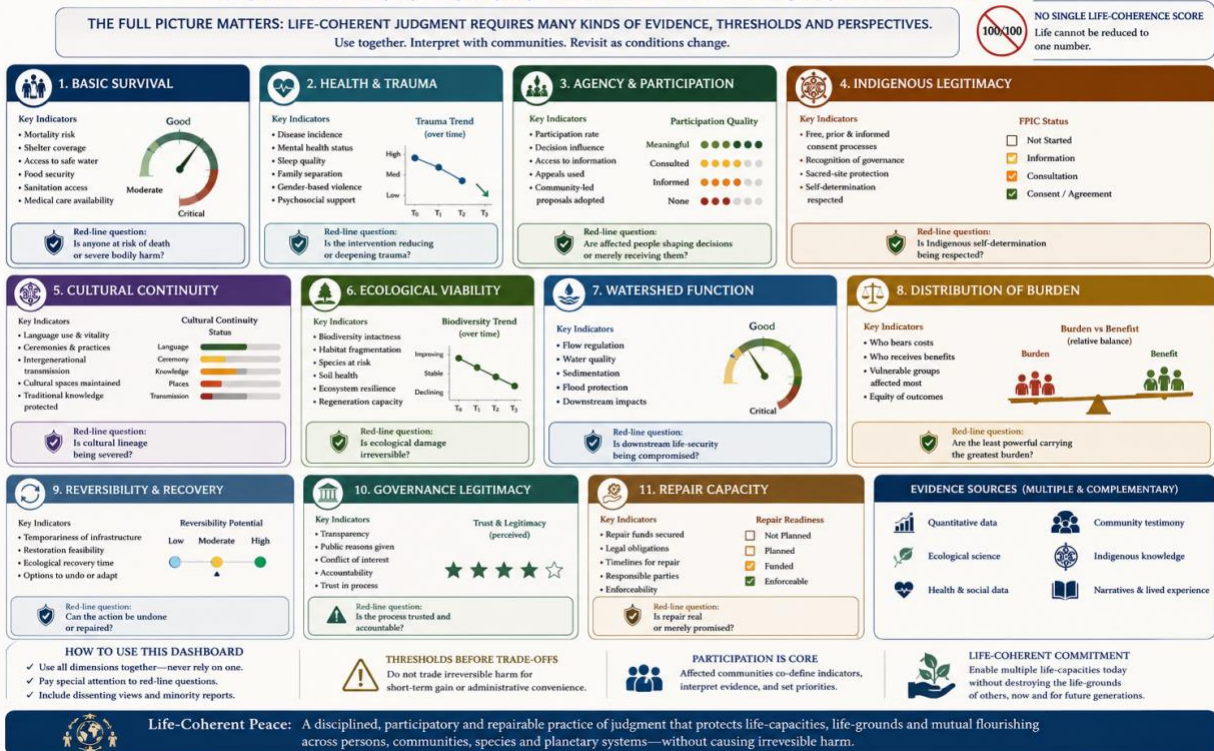 THE FULL PICTURE MATTERS: LIFE-COHERENT JUDGMENT REQUIRES MANY KINDS OF EVIDENCE, THRESHOLDS AND PERSPECTIVES.
Use together. Interpret with communities. Revisit as conditions change.
100/100
NO SINGLE LIFE-COHERENCE SCORE
Life cannot be reduced to
one number.
1. BASIC SURVIVAL
Key Indicators
• Mortality risk
• Shelter coverage
• Access to safe water
• Food security
• Sanitation access
• Medical care availability
Good
Moderate
Critical
Red-line question:
Is anyone at risk of death
or severe bodily harm?
2. HEALTH & TRAUMA
Key Indicators
• Disease incidence
• Mental health status
• Sleep quality
• Family separation
• Gender-based violence
• Psychosocial support
Trauma Trend
(over time)
High
Med
Low
T₀ T₁ T₂ T₃
Red-line question:
Is the intervention reducing
or deepening trauma?
3. AGENCY & PARTICIPATION
Key Indicators
• Participation rate
• Decision influence
• Access to information
• Appeals used
• Community-led
proposals adopted
Participation Quality
Meaningful
Consulted
Informed
None
Red-line question:
Are affected people shaping decisions
or merely receiving them?
4. INDIGENOUS LEGITIMACY
Key Indicators
• Free, prior & informed
consent processes
• Recognition of governance
• Sacred-site protection
• Self-determination
respected
FPIC Status
Not Started
Information
Consultation
Consent / Agreement
Red-line question:
Is Indigenous self-determination
being respected?
5. CULTURAL CONTINUITY
Key Indicators
• Language use & vitality
• Ceremonies & practices
• Intergenerational
transmission
• Cultural spaces maintained
• Traditional knowledge
protected
Cultural Continuity
Status
Language
Ceremony
Knowledge
Places
Transmission
Red-line question:
Is cultural lineage
being severed?
6. ECOLOGICAL VIABILITY
Key Indicators
• Biodiversity intactness
• Habitat fragmentation
• Species at risk
• Soil health
• Ecosystem resilience
• Regeneration capacity
Biodiversity Trend
(over time)
Improving
Stable
Declining
T₀ T₁ T₂ T₃
Red-line question:
Is ecological damage
irreversible?
7. WATERSHED FUNCTION
Key Indicators
• Flow regulation
• Water quality
• Sedimentation
• Flood protection
• Downstream impacts
Good
Critical
Red-line question:
Is downstream life-security
being compromised?
8. DISTRIBUTION OF BURDEN
Key Indicators
• Who bears costs
• Who receives benefits
• Vulnerable groups
affected most
• Equity of outcomes
Burden vs Benefist
(relative balance)
Burden
Benefit
Red-line question:
Are the least powerful carrying
the greatest burden?
9. REVERSIBILITY & RECOVERY
Key Indicators
• Temporariness of infrastructure
• Restoration feasibility
• Ecological recovery time
• Options to undo or adapt
Reversibility Potential
Low Moderate High
Red-line question:
Can the action be undone
or repaired?
10. GOVERNANCE LEGITIMACY
Key Indicators
• Transparency
• Public reasons given
• Conflict of interest
• Accountability
• Trust in process
Trust & Legitimacy
(perceived)
Red-line question:
Is the process trusted and
accountable?
11. REPAIR CAPACITY
Key Indicators
• Repair funds secured
• Legal obligations
• Timelines for repair
• Responsible parties
• Enforceability
Repair Readiness
Not Planned
Planned
Funded
Enforceable
Red-line question:
Is repair real
or merely promised?
EVIDENCE SOURCES (MULTIPLE & COMPLEMENTARY)
Quantitative data
Community testimony
Ecological science
Indigenous knowledge
Health & social data
Narratives & lived experience
HOW TO USE THIS DASHBOARD
✓ Use all dimensions together—never rely on one.
✓ Pay special attention to red-line questions.
✓ Include dissenting views and minority reports.
THRESHOLDS BEFORE TRADE-OFFS
Do not trade irreversible harm for
short-term gain or administrative convenience.
PARTICIPATION IS CORE
Affected communities co-define indicators,
interpret evidence, and set priorities.
LIFE-COHERENT COMMITMENT
Enable multiple life-capacities today
without destroying the life-grounds
of others, now and for future generations.
Life-Coherent Peace: A disciplined, participatory and repairable practice of judgment that protects life-capacities, life-grounds and mutual flourishing
across persons, communities, species and planetary systems—without causing irrevesible harm.